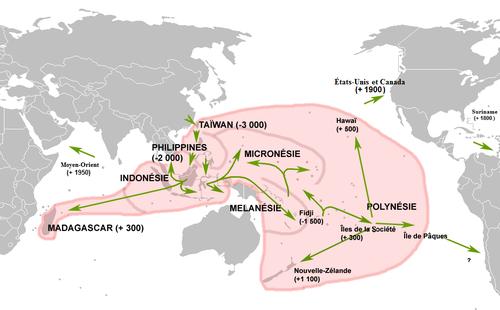 États-Unis et Canada
(+ 1900)
Suriname
(+ 1800)
Hawaï
(+ 500)
TAÏWAN (-3 000)
PHILIPPINES
(-2 000)
MICRONÉSIE
Moyen-Orient
(+ 1950)
INDONÉSIE
MELANÉSIE
Fidji
(-1 500)
POLYNÉSIE
MADAGASCAR (+ 300)
Îles de la Société
(+ 300)
Île de Pâques
?
Nouvelle-Zélande
(+1 100)